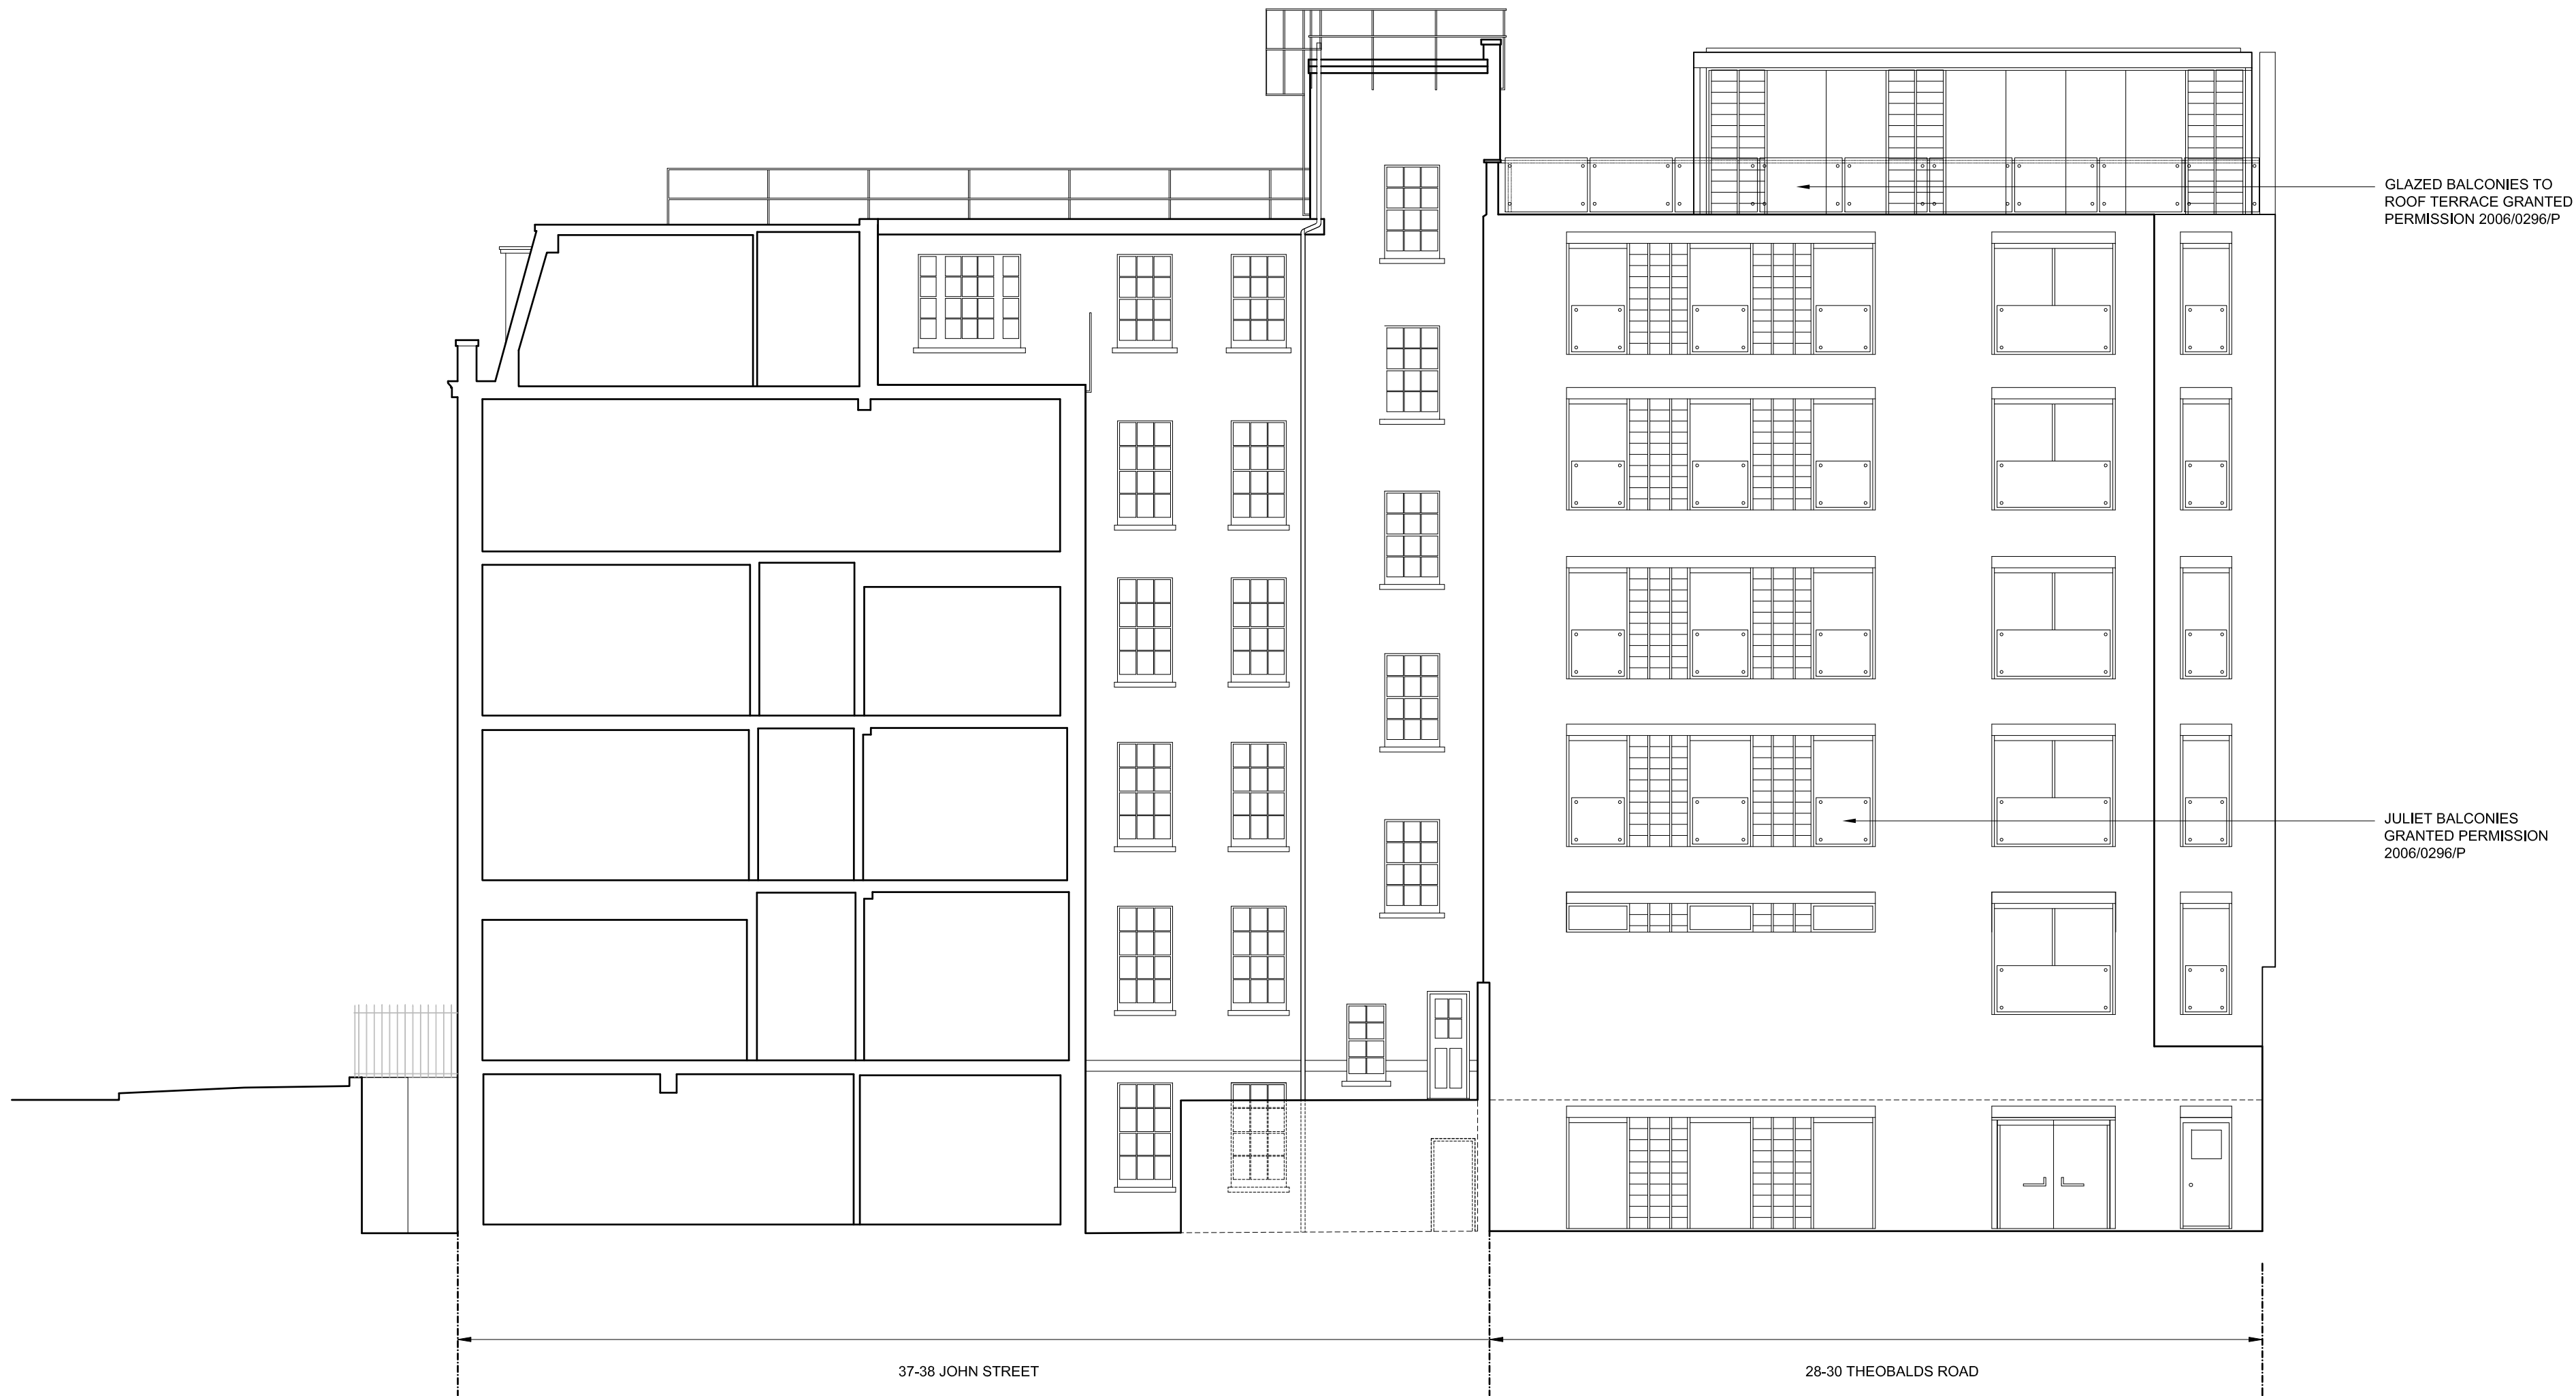 GLAZED BALCONIES TO
ROOF TERRACE GRANTED
PERMISSION 2006/0296/P
JULIET BALCONIES
GRANTED PERMISSION
2006/0296/P
37-38 JOHN STREET
28-30 THEOBALDS ROAD